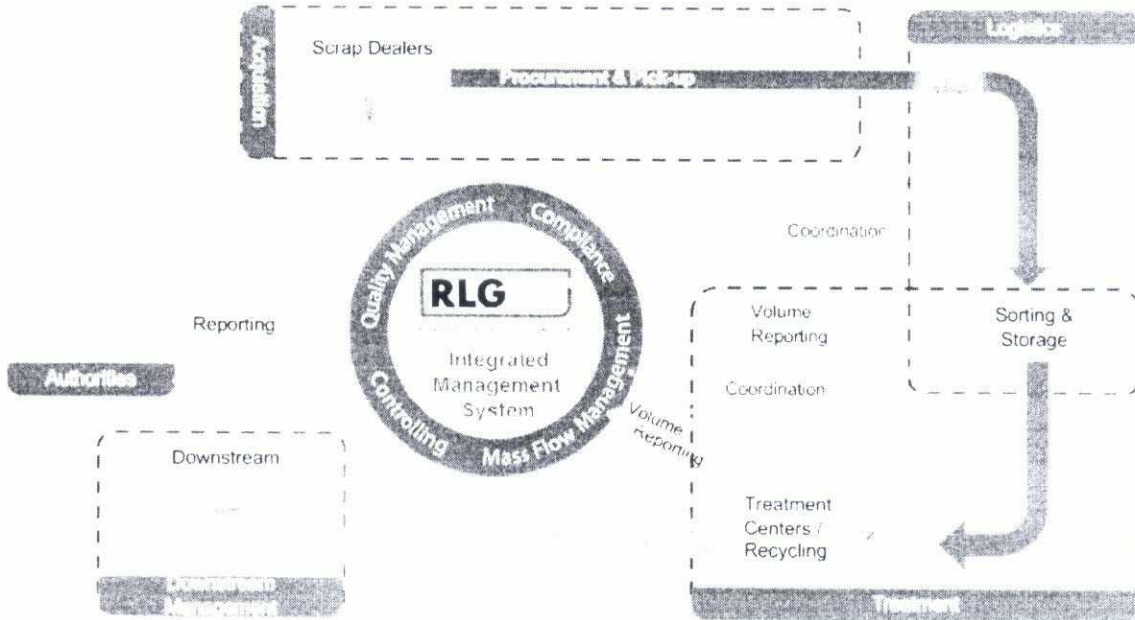 Acquisition
Scrap Dealers
Procurement & Pick-up
Logistics
Coordination
Quality Management
Compliance
Mass Flow Management
Controlling
RLG
Integrated
Management
System
Volume
Reporting
Sorting &
Storage
Reporting
Coordination
Authorities
Volume
Reporting
Downstream
Treatment
Centers /
Recycling
Downstream
Management
Treatment